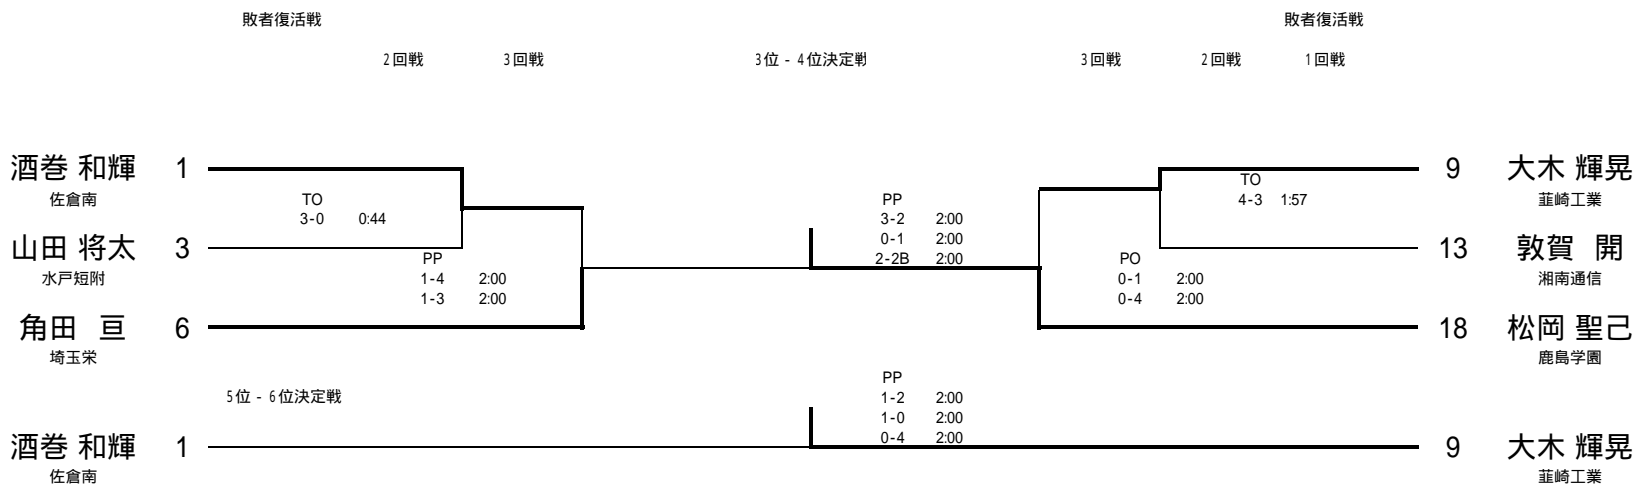 敗者復活戦 敗者復活戦
2回戦 3回戦 3位 - 4位決定戦 3回戦 2回戦 1回戦
酒巻 和輝 1 9 大木 輝晃
佐倉南 TO PP TO 韮崎工業
3-0 0:44 3-2 2:00 4-3 1:57
0-1 2:00
山田 将太 3 13 敦賀 開
水戸短附 PP 2-2B 2:00 PO 湘南通信
1-4 2:00 0-1 2:00
1-3 2:00 0-4 2:00
角田 亘 6 18 松岡 聖己
埼玉栄 鹿島学園
PP
5位 - 6位決定戦 1-2 2:00
1-0 2:00
0-4 2:00
酒巻 和輝 1 9 大木 輝晃
佐倉南 韮崎工業